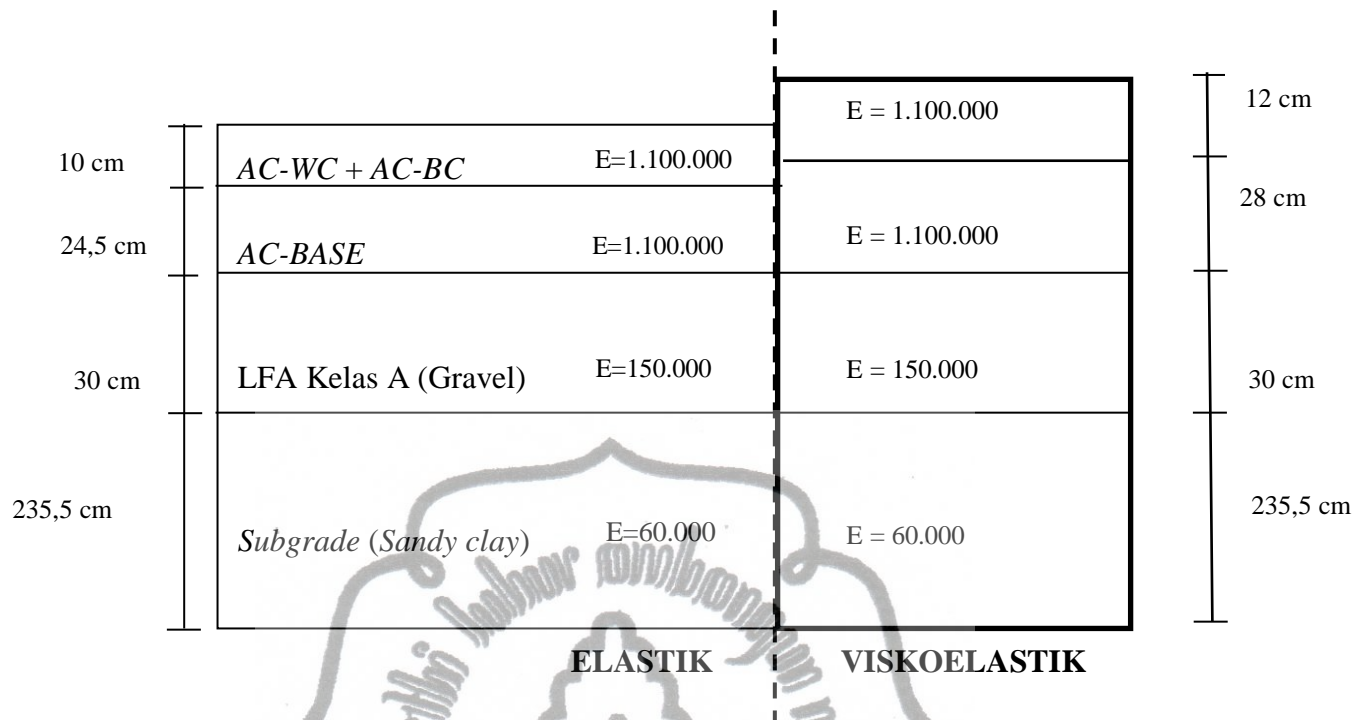 12 cm
E = 1.100.000
10 cm
AC-WC + AC-BC
E=1.100.000
28 cm
24,5 cm
AC-BASE
E=1.100.000
E = 1.100.000
30 cm
LFA Kelas A (Gravel)
E=150.000
E = 150.000
30 cm
235,5 cm
Subgrade (Sandy clay)
E=60.000
E = 60.000
235,5 cm
ELASTIK
VISKOELASTIK